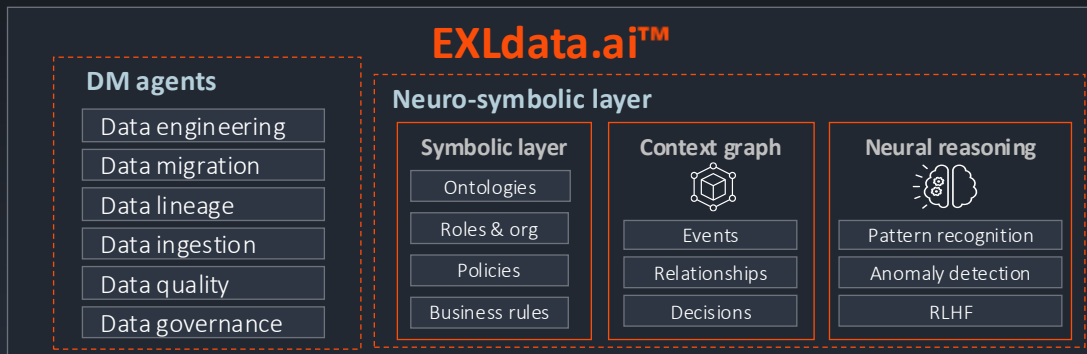 EXLdata.ai™
DM agents
Data engineering
Data migration
Data lineage
Data ingestion
Data quality
Data governance
Neuro-symbolic layer
Symbolic layer
Ontologies
Roles & org
Policies
Business rules
Context graph
Events
Relationships
Decisions
Neural reasoning
Pattern recognition
Anomaly detection
RLHF